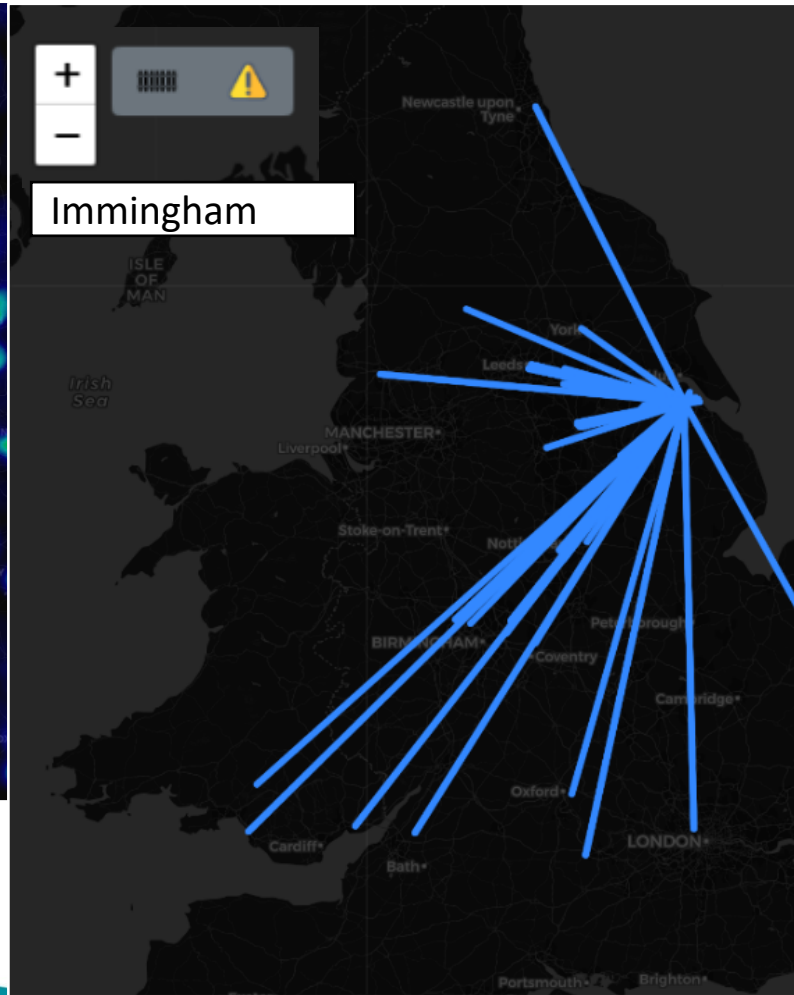 +
−
Newcastle upon
Tyne
Immingham
ISLE
OF
MAN
York
Leeds
Irish
Sea
MANCHESTER
Liverpool
Stoke-on-Trent
Nott
BIRMINGHAM
Peterborough
Coventry
Cambridge
Oxford
LONDON
Cardiff
Bath
Portsmouth
Brighton